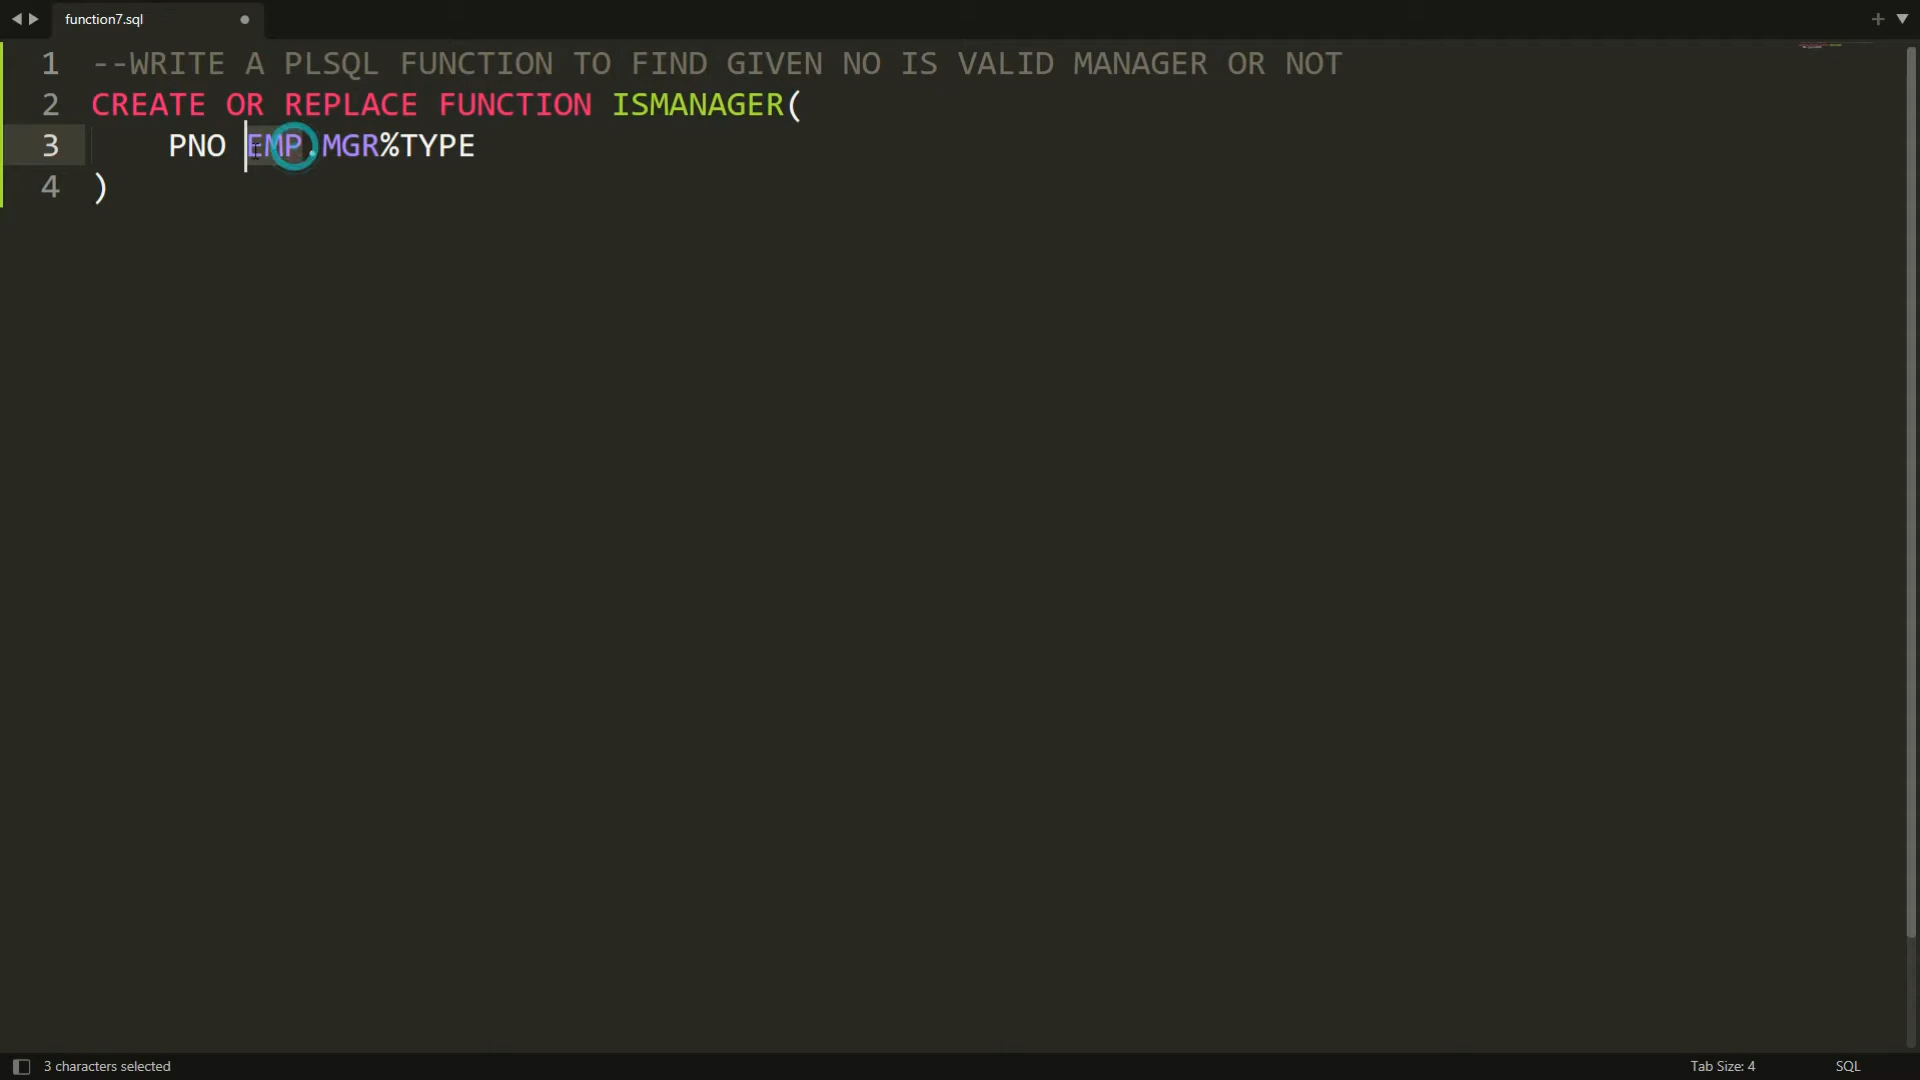 function7.sql
1 --WRITE A PLSQL FUNCTION TO FIND GIVEN NO IS VALID MANAGER OR NOT
2 CREATE OR REPLACE FUNCTION ISMANAGER(
3 PNO EMP.MGR%TYPE
4 )
3 characters selected
Tab Size: 4
SQL